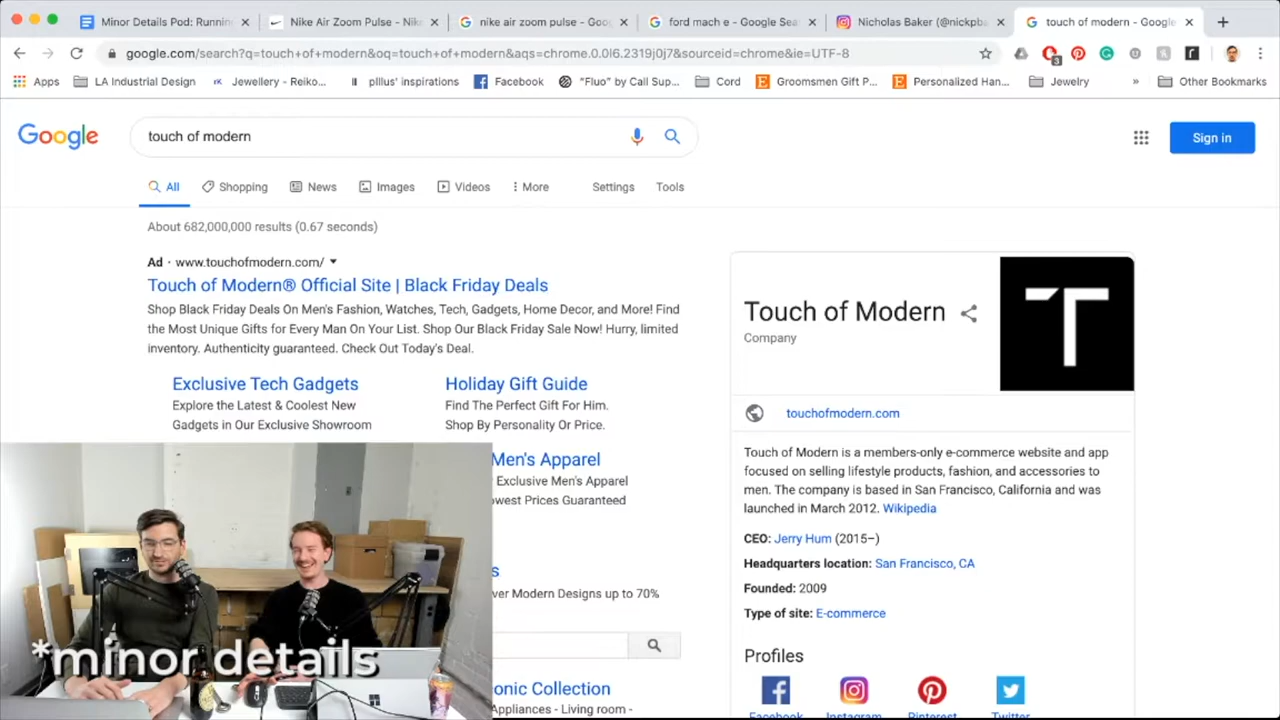 Minor Details Pod: Runnin
Nike Air Zoom Pulse - Nik
nike air zoom pulse - Goo
ford mach e - Google Sea
Nicholas Baker (@nickpba
touch of modern - Google
google.com/search?q=touch+of+modern&oq=touch+of+modern&aqs=chrome.0.0l6.2319j0j7&sourceid=chrome&ie=UTF-8
3
Apps
LA Industrial Design
Jewellery - Reiko...
plllus' inspirations
Facebook
"Fluo" by Call Sup...
Cord
Groomsmen Gift P...
Personalized Han...
Jewelry
»
Other Bookmarks
Google
touch of modern
Sign in
All
Shopping
News
Images
Videos
More
Settings
Tools
About 682,000,000 results (0.67 seconds)
Ad · www.touchofmodern.com/
Touch of Modern® Official Site | Black Friday Deals
Shop Black Friday Deals On Men's Fashion, Watches, Tech, Gadgets, Home Decor, and More! Find
the Most Unique Gifts for Every Man On Your List. Shop Our Black Friday Sale Now! Hurry, limited
inventory. Authenticity guaranteed. Check Out Today's Deal.
Exclusive Tech Gadgets
Explore the Latest & Coolest New
Gadgets in Our Exclusive Showroom
Holiday Gift Guide
Find The Perfect Gift For Him.
Shop By Personality Or Price.
Men's Apparel
Exclusive Men's Apparel
owest Prices Guaranteed
s
ver Modern Designs up to 70%
onic Collection
Appliances - Living room -
Touch of Modern
Company
T
touchofmodern.com
Touch of Modern is a members-only e-commerce website and app
focused on selling lifestyle products, fashion, and accessories to
men. The company is based in San Francisco, California and was
launched in March 2012. Wikipedia
CEO: Jerry Hum (2015–)
Headquarters location: San Francisco, CA
Founded: 2009
Type of site: E-commerce
Profiles
Facebook
Instagram
Pinterest
Twitter
*minor details